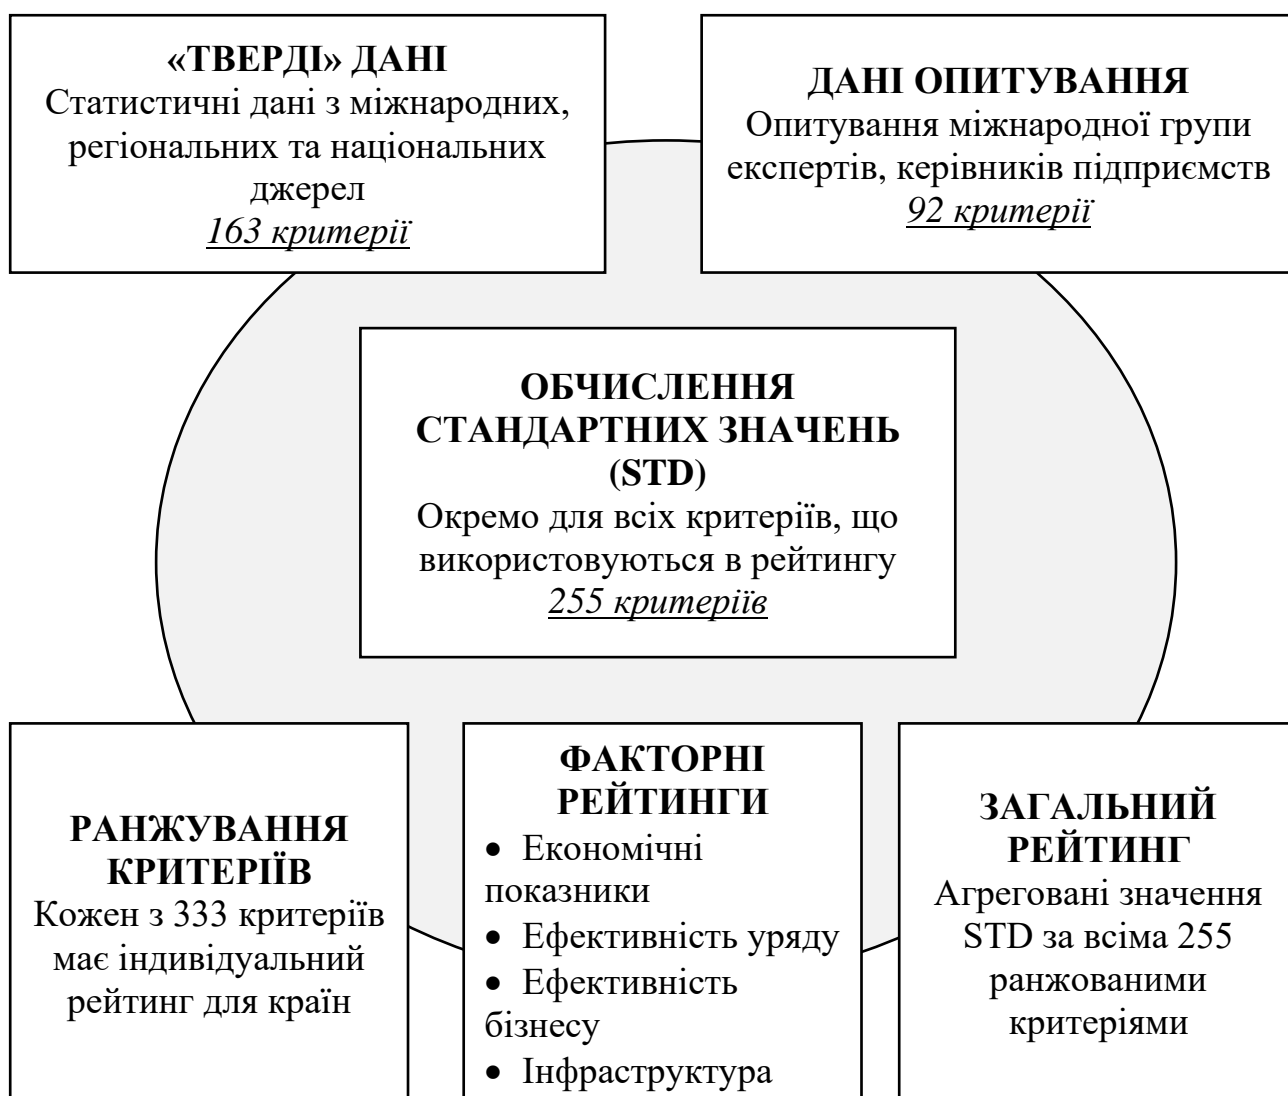 «ТВЕРДІ» ДАНІ
Статистичні дані з міжнародних,
регіональних та національних
джерел
163 критерії
ДАНІ ОПИТУВАННЯ
Опитування міжнародної групи
експертів, керівників підприємств
92 критерії
ОБЧИСЛЕННЯ
СТАНДАРТНИХ ЗНАЧЕНЬ
(STD)
Окремо для всіх критеріїв, що
використовуються в рейтингу
255 критеріїв
РАНЖУВАННЯ
КРИТЕРІЇВ
Кожен з 333 критеріїв
має індивідуальний
рейтинг для країн
ФАКТОРНІ
РЕЙТИНГИ
• Економічні
показники
• Ефективність уряду
• Ефективність
бізнесу
• Інфраструктура
ЗАГАЛЬНИЙ
РЕЙТИНГ
Агреговані значення
STD за всіма 255
ранжованими
критеріями